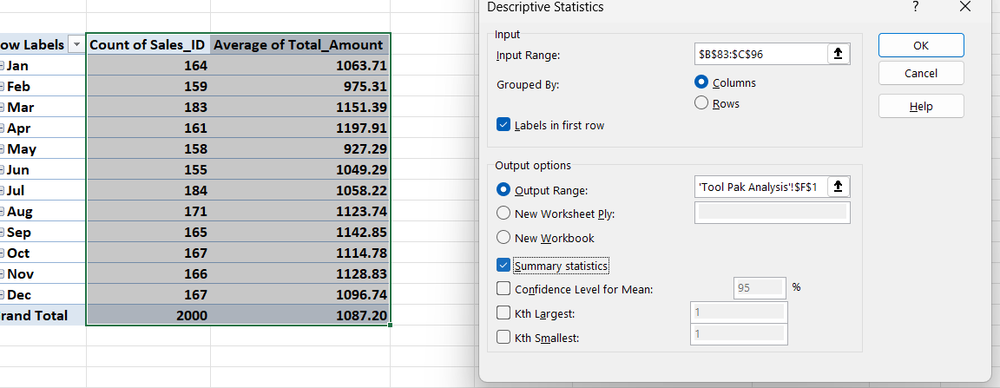 Descriptive Statistics
? ×
ow Labels Count of Sales_ID Average of Total_Amount
Jan 164 1063.71
Feb 159 975.31
Mar 183 1151.39
Apr 161 1197.91
May 158 927.29
Jun 155 1049.29
Jul 184 1058.22
Aug 171 1123.74
Sep 165 1142.85
Oct 167 1114.78
Nov 166 1128.83
Dec 167 1096.74
rand Total 2000 1087.20
Input
Input Range: $B$83:$C$96
Grouped By: Columns
Rows
Labels in first row
Output options
Output Range: 'Tool Pak Analysis'!$F$1
New Worksheet Ply:
New Workbook
Summary statistics
Confidence Level for Mean: 95 %
Kth Largest: 1
Kth Smallest: 1
OK
Cancel
Help